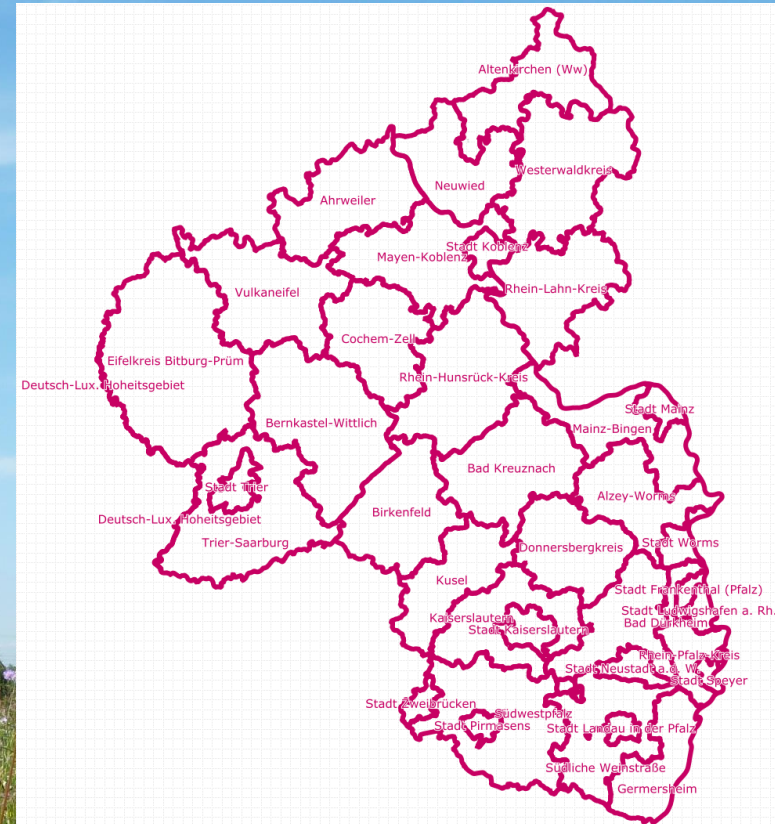 Altenkirchen (Ww)
Westerwaldkreis
Neuwied
Ahrweiler
Stadt Koblenz
Mayen-Koblenz
Rhein-Lahn-Kreis
Vulkaneifel
Cochem-Zell
Eifelkreis Bitburg-Prüm
Rhein-Hunsrück-Kreis
Deutsch-Lux. Hoheitsgebiet
Stadt Mainz
Bernkastel-Wittlich
Mainz-Bingen
Bad Kreuznach
Stadt Trier
Alzey-Worms
Birkenfeld
Deutsch-Lux. Hoheitsgebiet
Trier-Saarburg
Stadt Worms
Donnersbergkreis
Kusel
Stadt Frankenthal (Pfalz)
Stadt Ludwigshafen a. Rh.
Kaiserslautern
Bad Dürkheim
Stadt Kaiserslautern
Rhein-Pfalz-Kreis
Stadt Neustadt a.d. W.
Stadt Speyer
Stadt Zweibrücken
Südwestpfalz
Stadt Pirmasens
Stadt Landau in der Pfalz
Südliche Weinstraße
Germersheim